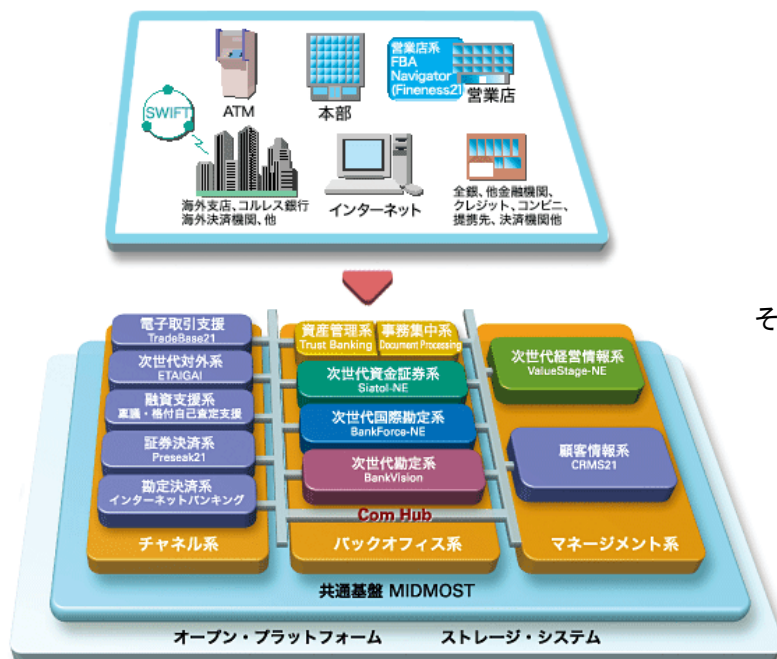 営業店系
FBA
Navigator
(Fineness21
営業店
SWIFT
ATM
本部
海外支店、コルレス銀行
海外決済機関、他
インターネット
全銀、他金融機関、
クレジット、コンビニ、
提携先、決済機関他
そ
電子取引支援
TradeBase21
次世代対外系
ETAIGAI
融資支援系
稟議・格付自己査定支援
証券決済系
Preseak21
勘定決済系
インターネットバンキング
チャネル系
資産管理系
Trust Banking
事務集中系
Document Processing
次世代資金証券系
Siatol-NE
次世代国際勘定系
BankForce-NE
次世代勘定系
BankVision
Com Hub
バックオフィス系
次世代経営情報系
ValueStage-NE
顧客情報系
CRMS21
マネージメント系
共通基盤 MIDMOST
オープン・プラットフォーム
ストレージ・システム